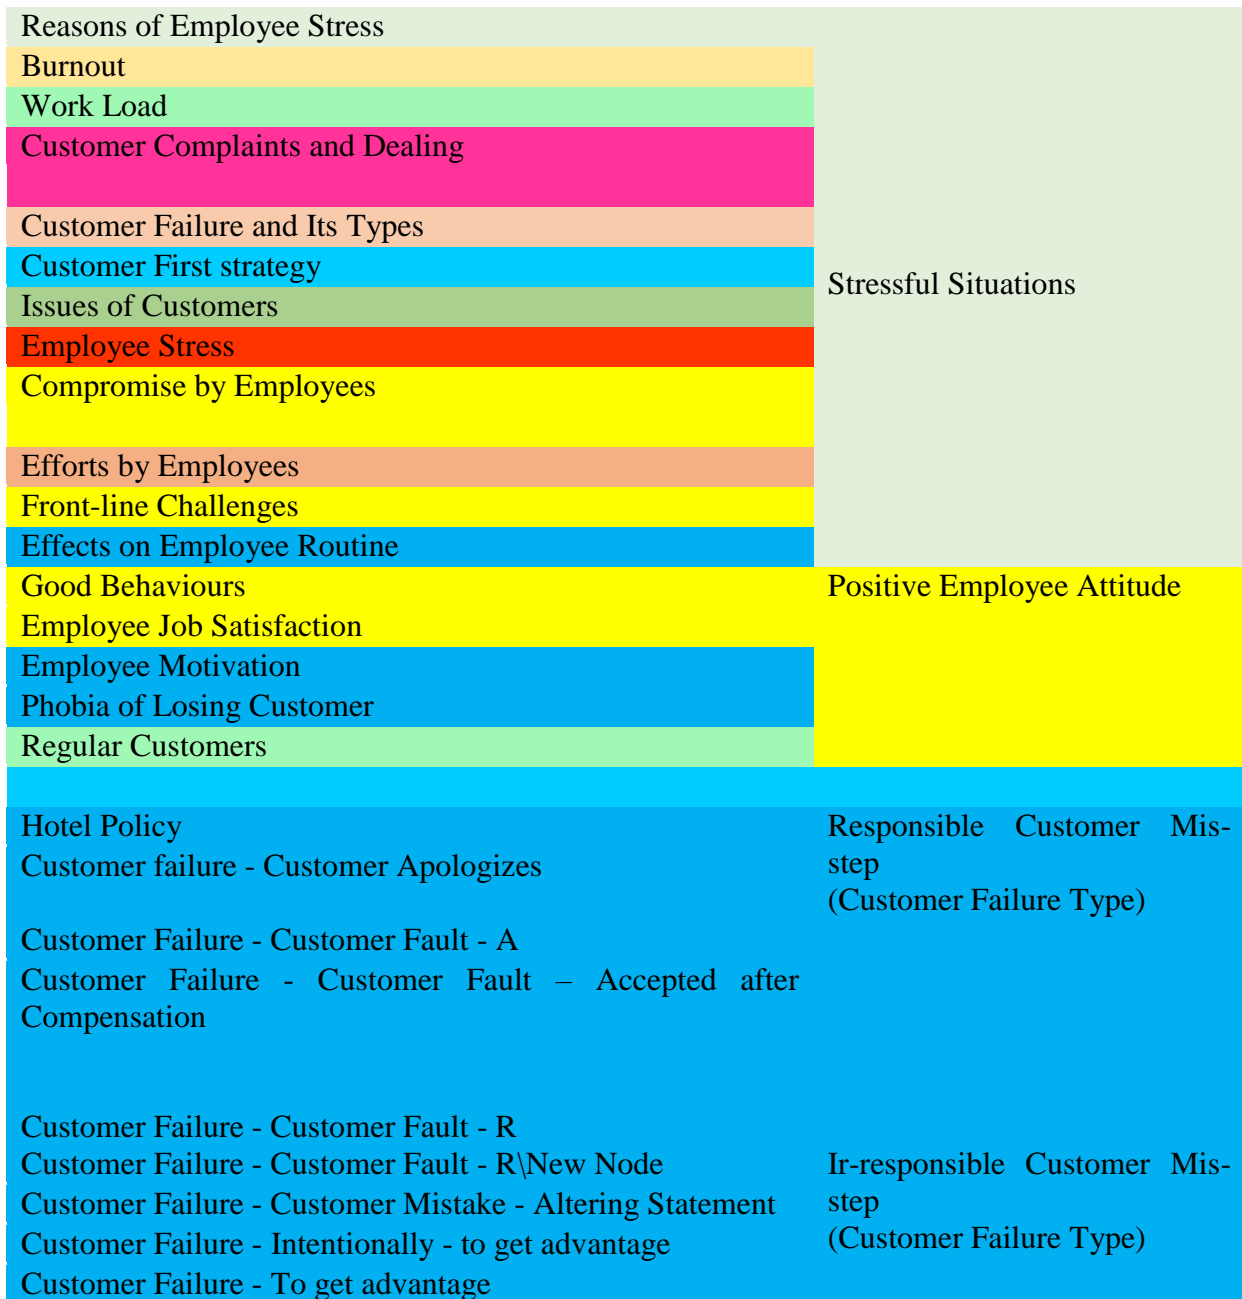 Reasons of Employee Stress
Burnout
Work Load
Customer Complaints and Dealing
Customer Failure and Its Types
Customer First strategy
Issues of Customers
Employee Stress
Compromise by Employees
Efforts by Employees
Front-line Challenges
Effects on Employee Routine
Stressful Situations
Good Behaviours
Employee Job Satisfaction
Employee Motivation
Phobia of Losing Customer
Regular Customers
Positive Employee Attitude
Hotel Policy
Customer failure - Customer Apologizes
Customer Failure - Customer Fault - A
Customer Failure - Customer Fault – Accepted after
Compensation
Customer Failure - Customer Fault - R
Responsible Customer Mis-
step
(Customer Failure Type)
Customer Failure - Customer Fault - R\New Node
Customer Failure - Customer Mistake - Altering Statement
Customer Failure - Intentionally - to get advantage
Customer Failure - To get advantage
Ir-responsible Customer Mis-
step
(Customer Failure Type)